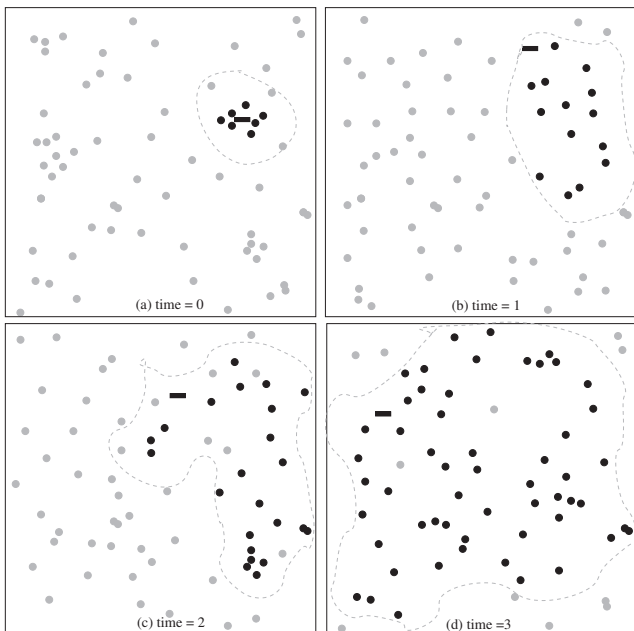 (a) time = 0
(b) time = 1
(c) time = 2
(d) time =3